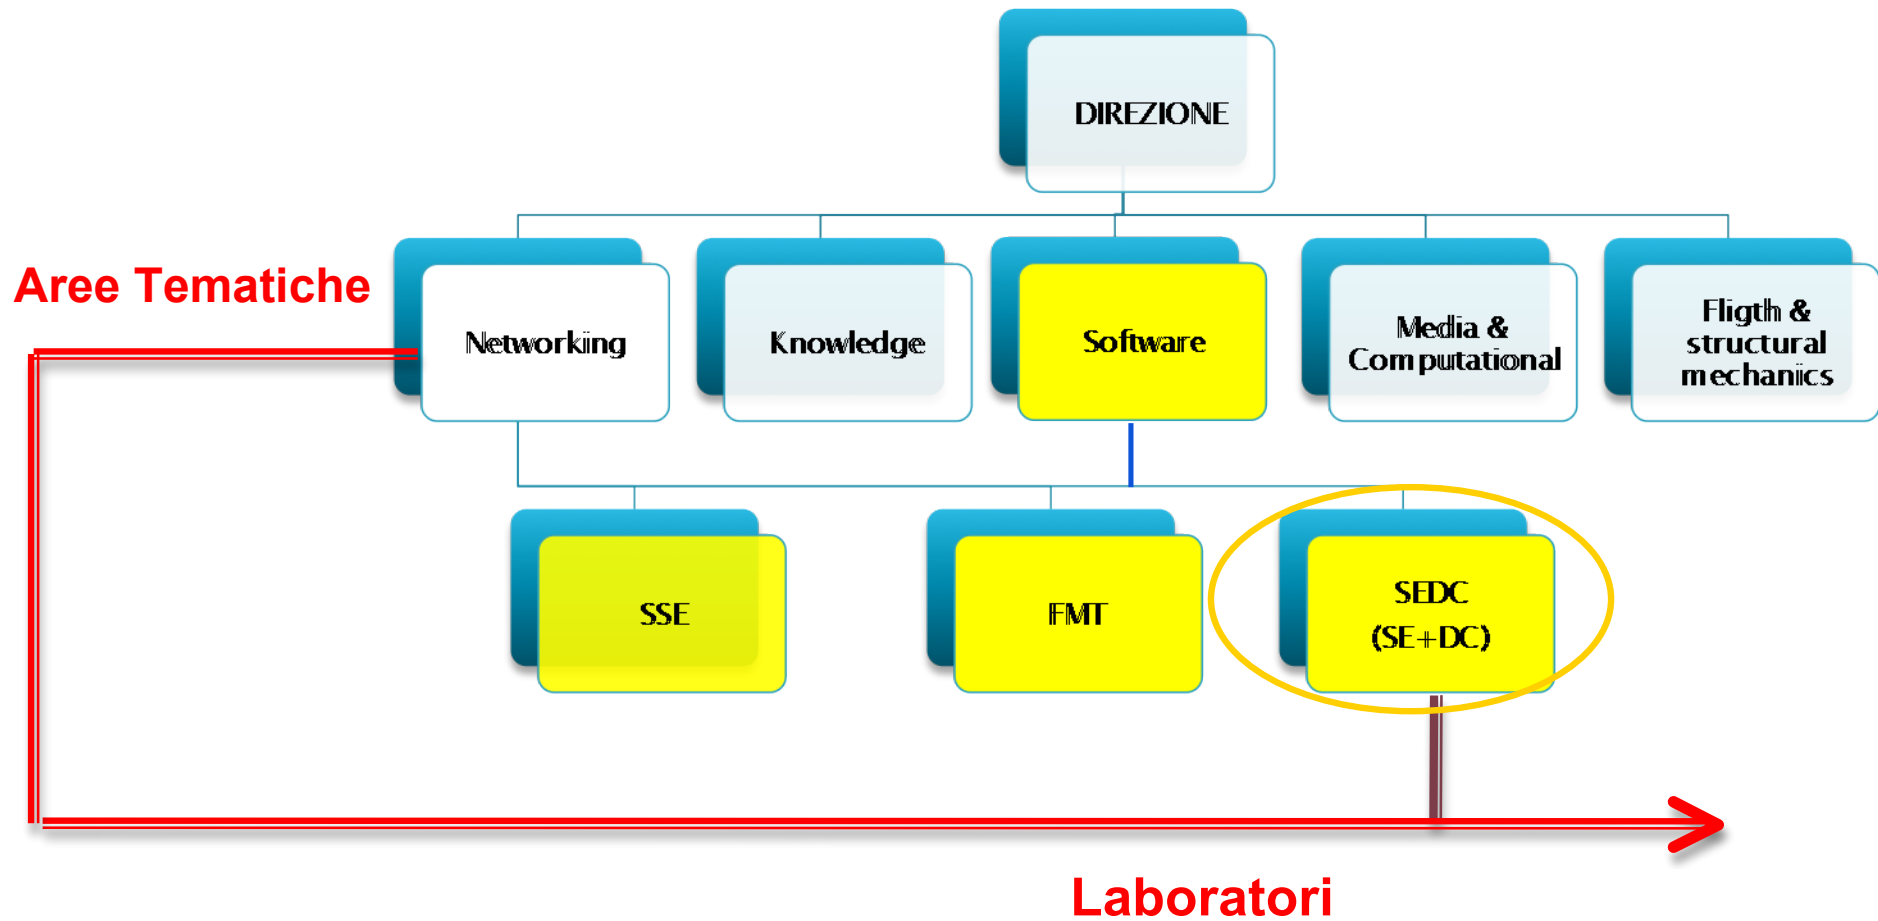 DIREZIONE
Aree Tematiche
Networking
Knowledge
Software
Media &
Computational
Fligth &
structural
mechanics
SSE
FMT
SEDC
(SE+DC)
Laboratori